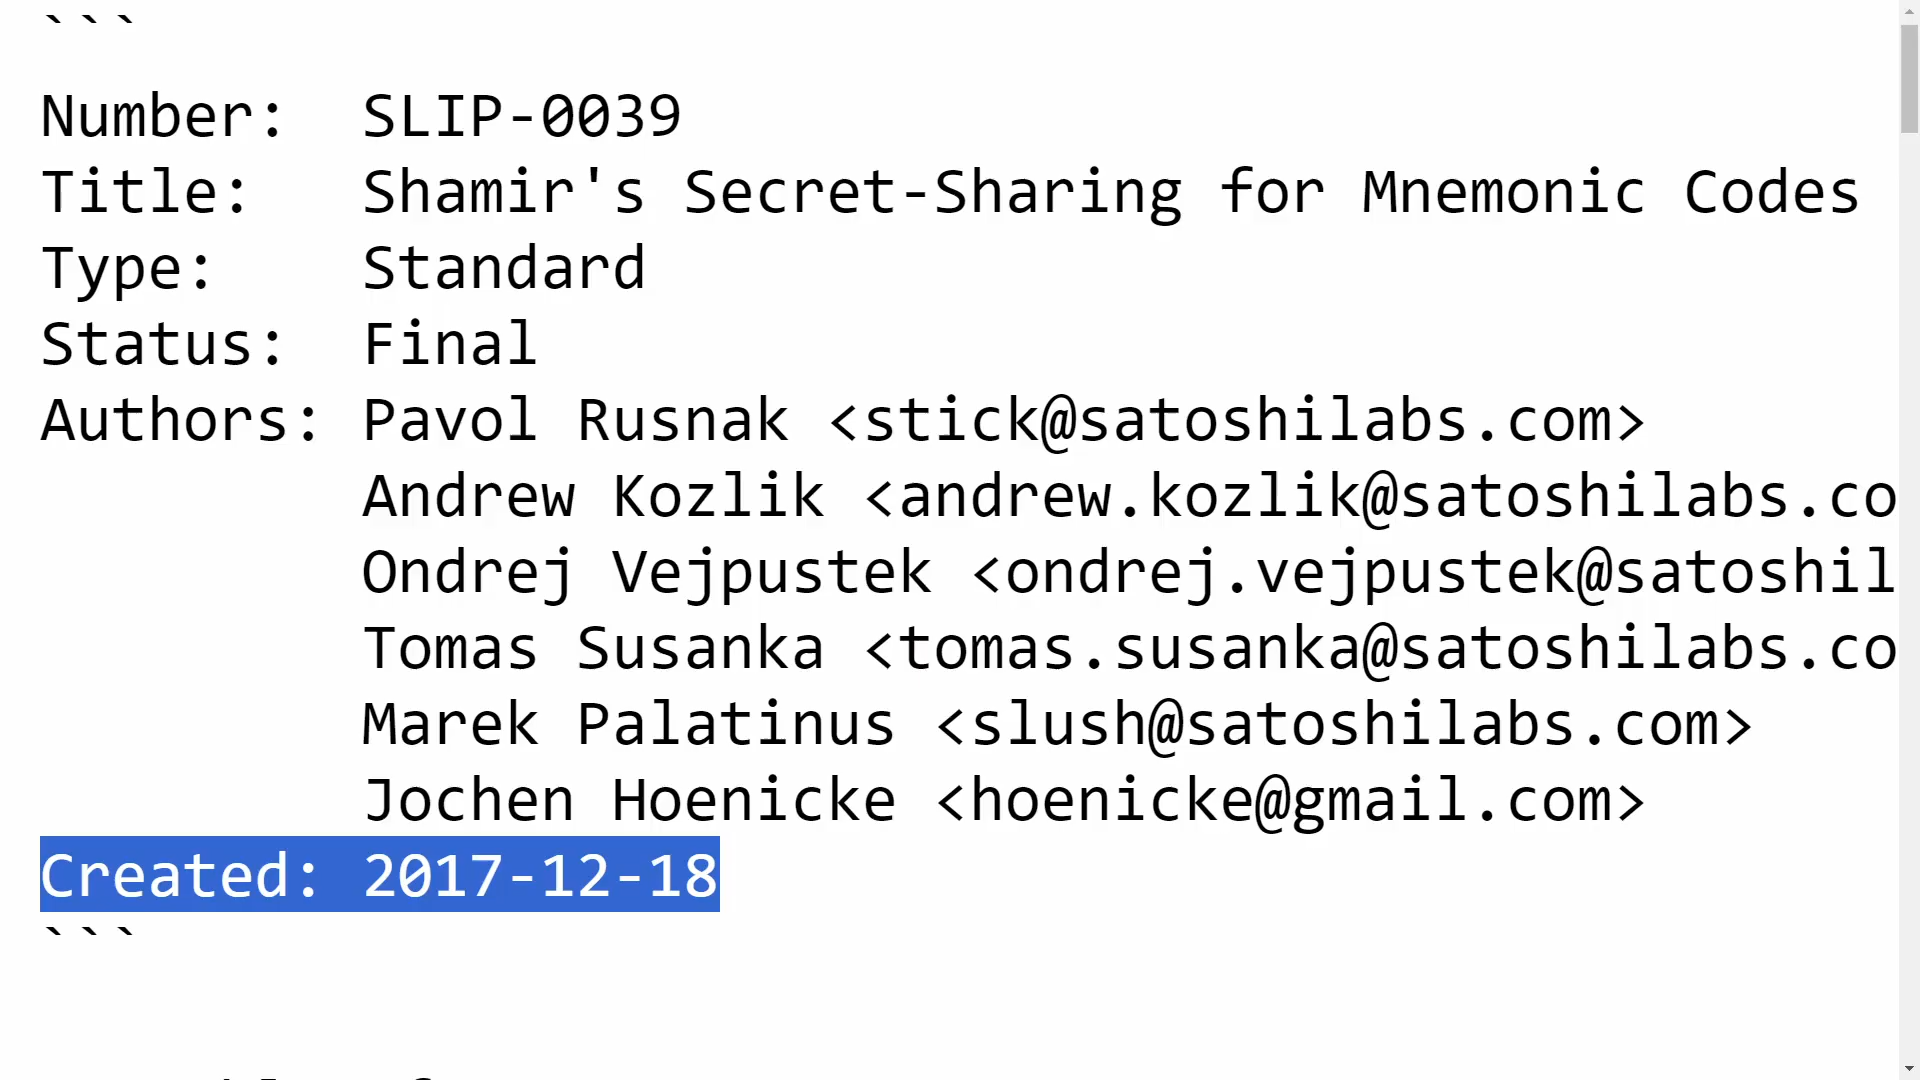 ```
Number:  SLIP-0039
Title:   Shamir's Secret-Sharing for Mnemonic Codes
Type:    Standard
Status:  Final
Authors: Pavol Rusnak <stick@satoshilabs.com>
         Andrew Kozlik <andrew.kozlik@satoshilabs.co
         Ondrej Vejpustek <ondrej.vejpustek@satoshil
         Tomas Susanka <tomas.susanka@satoshilabs.co
         Marek Palatinus <slush@satoshilabs.com>
         Jochen Hoenicke <hoenicke@gmail.com>
Created: 2017-12-18
```